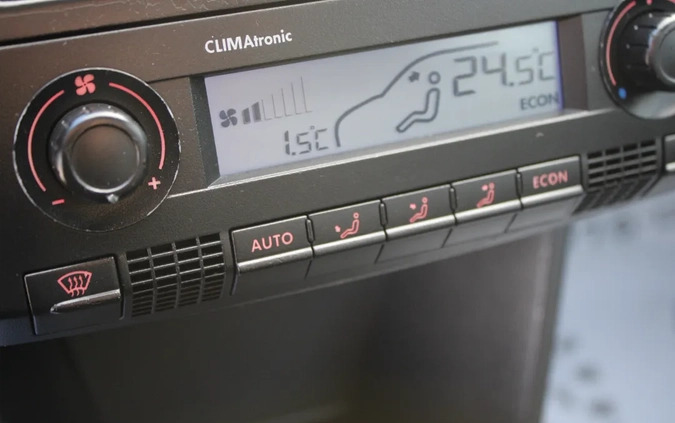 CLIMAtronic
24.5°C
ECON
1.5°C
- +
AUTO
ECON